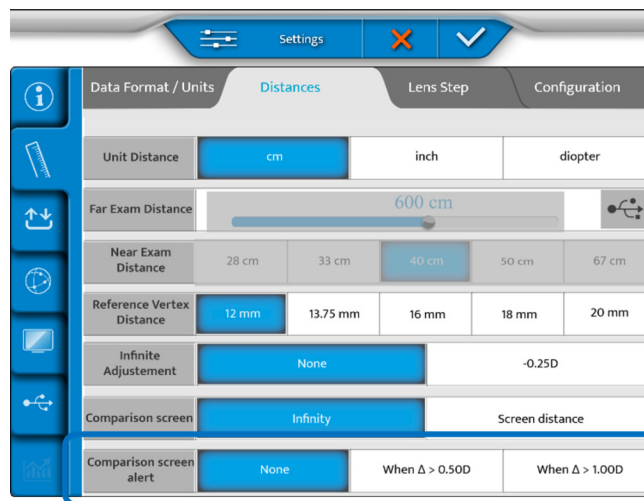 Settings
Data Format / Units Distances Lens Step Configuration
Unit Distance cm inch diopter
Far Exam Distance 600 cm
Near Exam
Distance 28 cm 33 cm 40 cm 50 cm 67 cm
Reference Vertex
Distance 12 mm 13.75 mm 16 mm 18 mm 20 mm
Infinite
Adjustement None -0.25D
Comparison screen Infinity Screen distance
Comparison screen
alert None When Δ > 0.50D When Δ > 1.00D